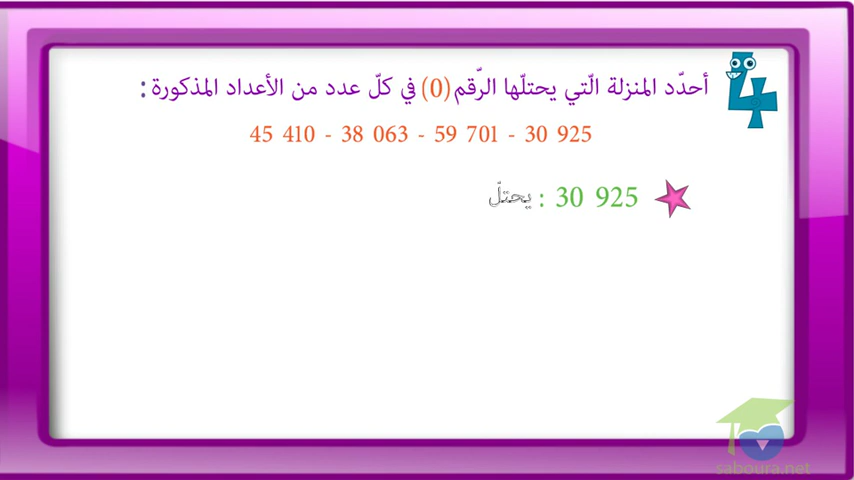 أحدّد المنزلة الّتي يحتلّها الرّقم (0) في كلّ عدد من الأعداد المذكورة :
45 410 - 38 063 - 59 701 - 30 925
30 925 : يحتلّ
saboura.net